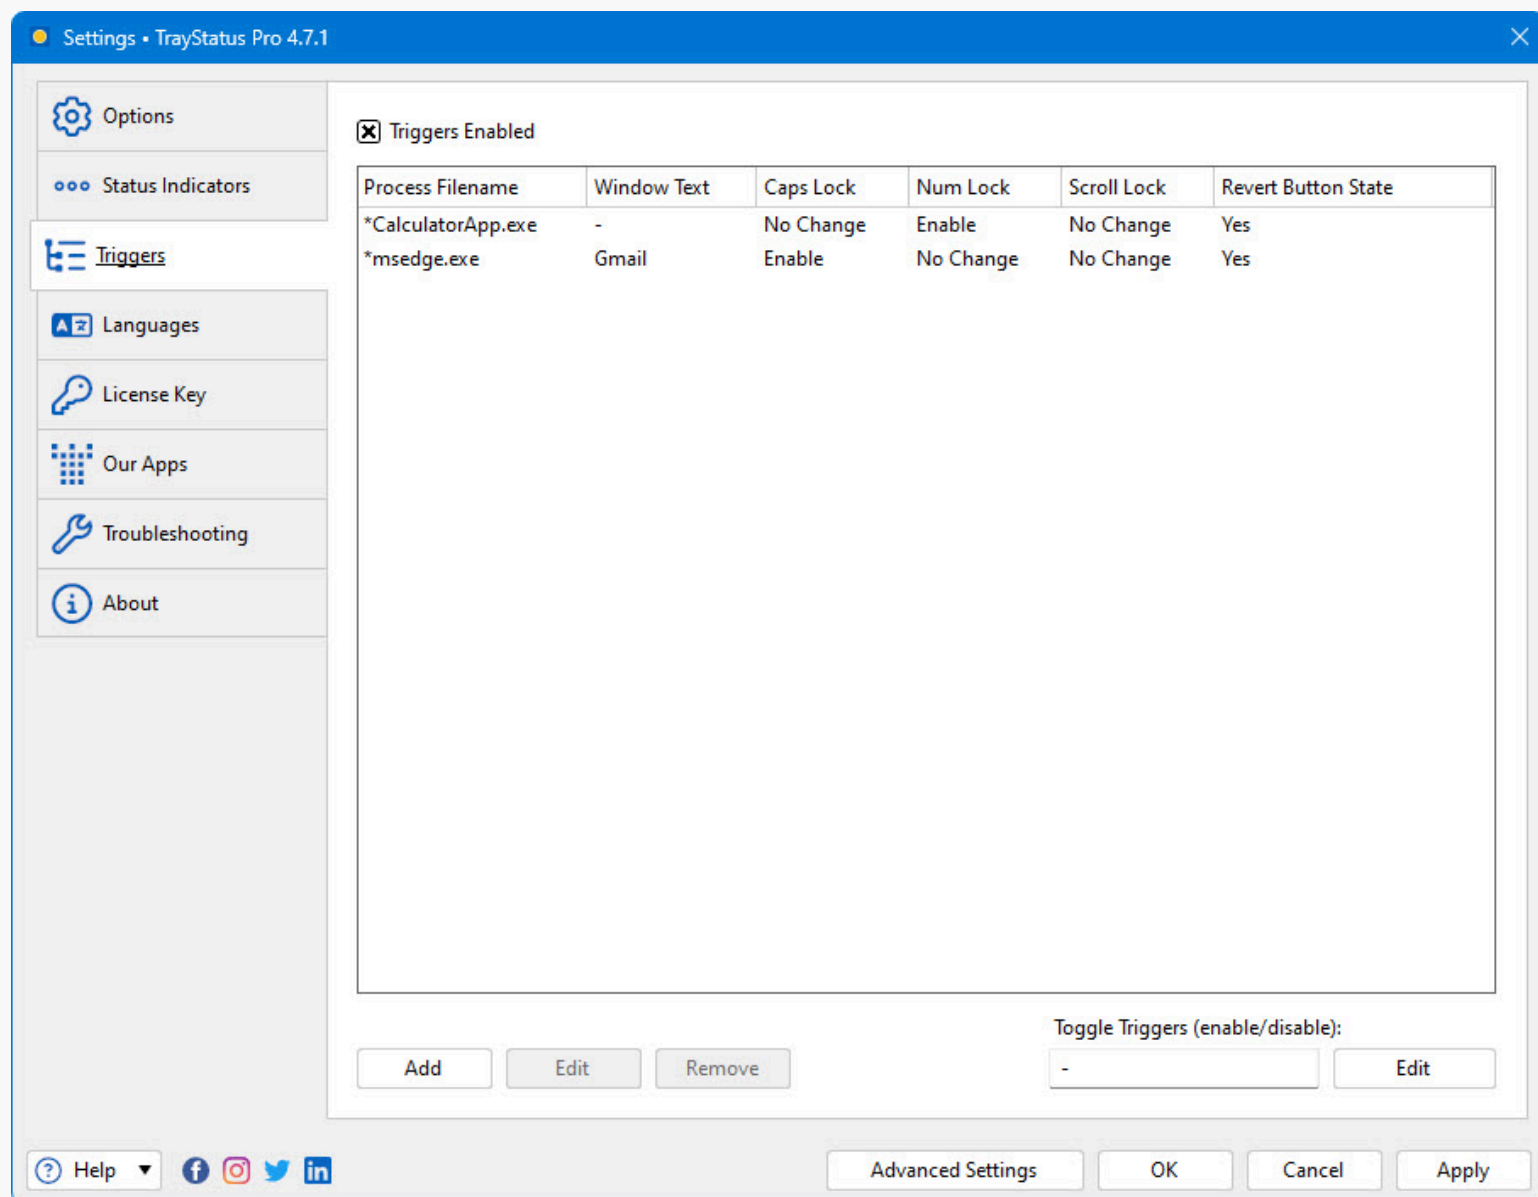 Settings • TrayStatus Pro 4.7.1
Options
Status Indicators
Triggers
Languages
License Key
Our Apps
Troubleshooting
About
Triggers Enabled
Process Filename Window Text Caps Lock Num Lock Scroll Lock Revert Button State
*CalculatorApp.exe - No Change Enable No Change Yes
*msedge.exe Gmail Enable No Change No Change Yes
Toggle Triggers (enable/disable):
Add Edit Remove - Edit
Help Advanced Settings OK Cancel Apply